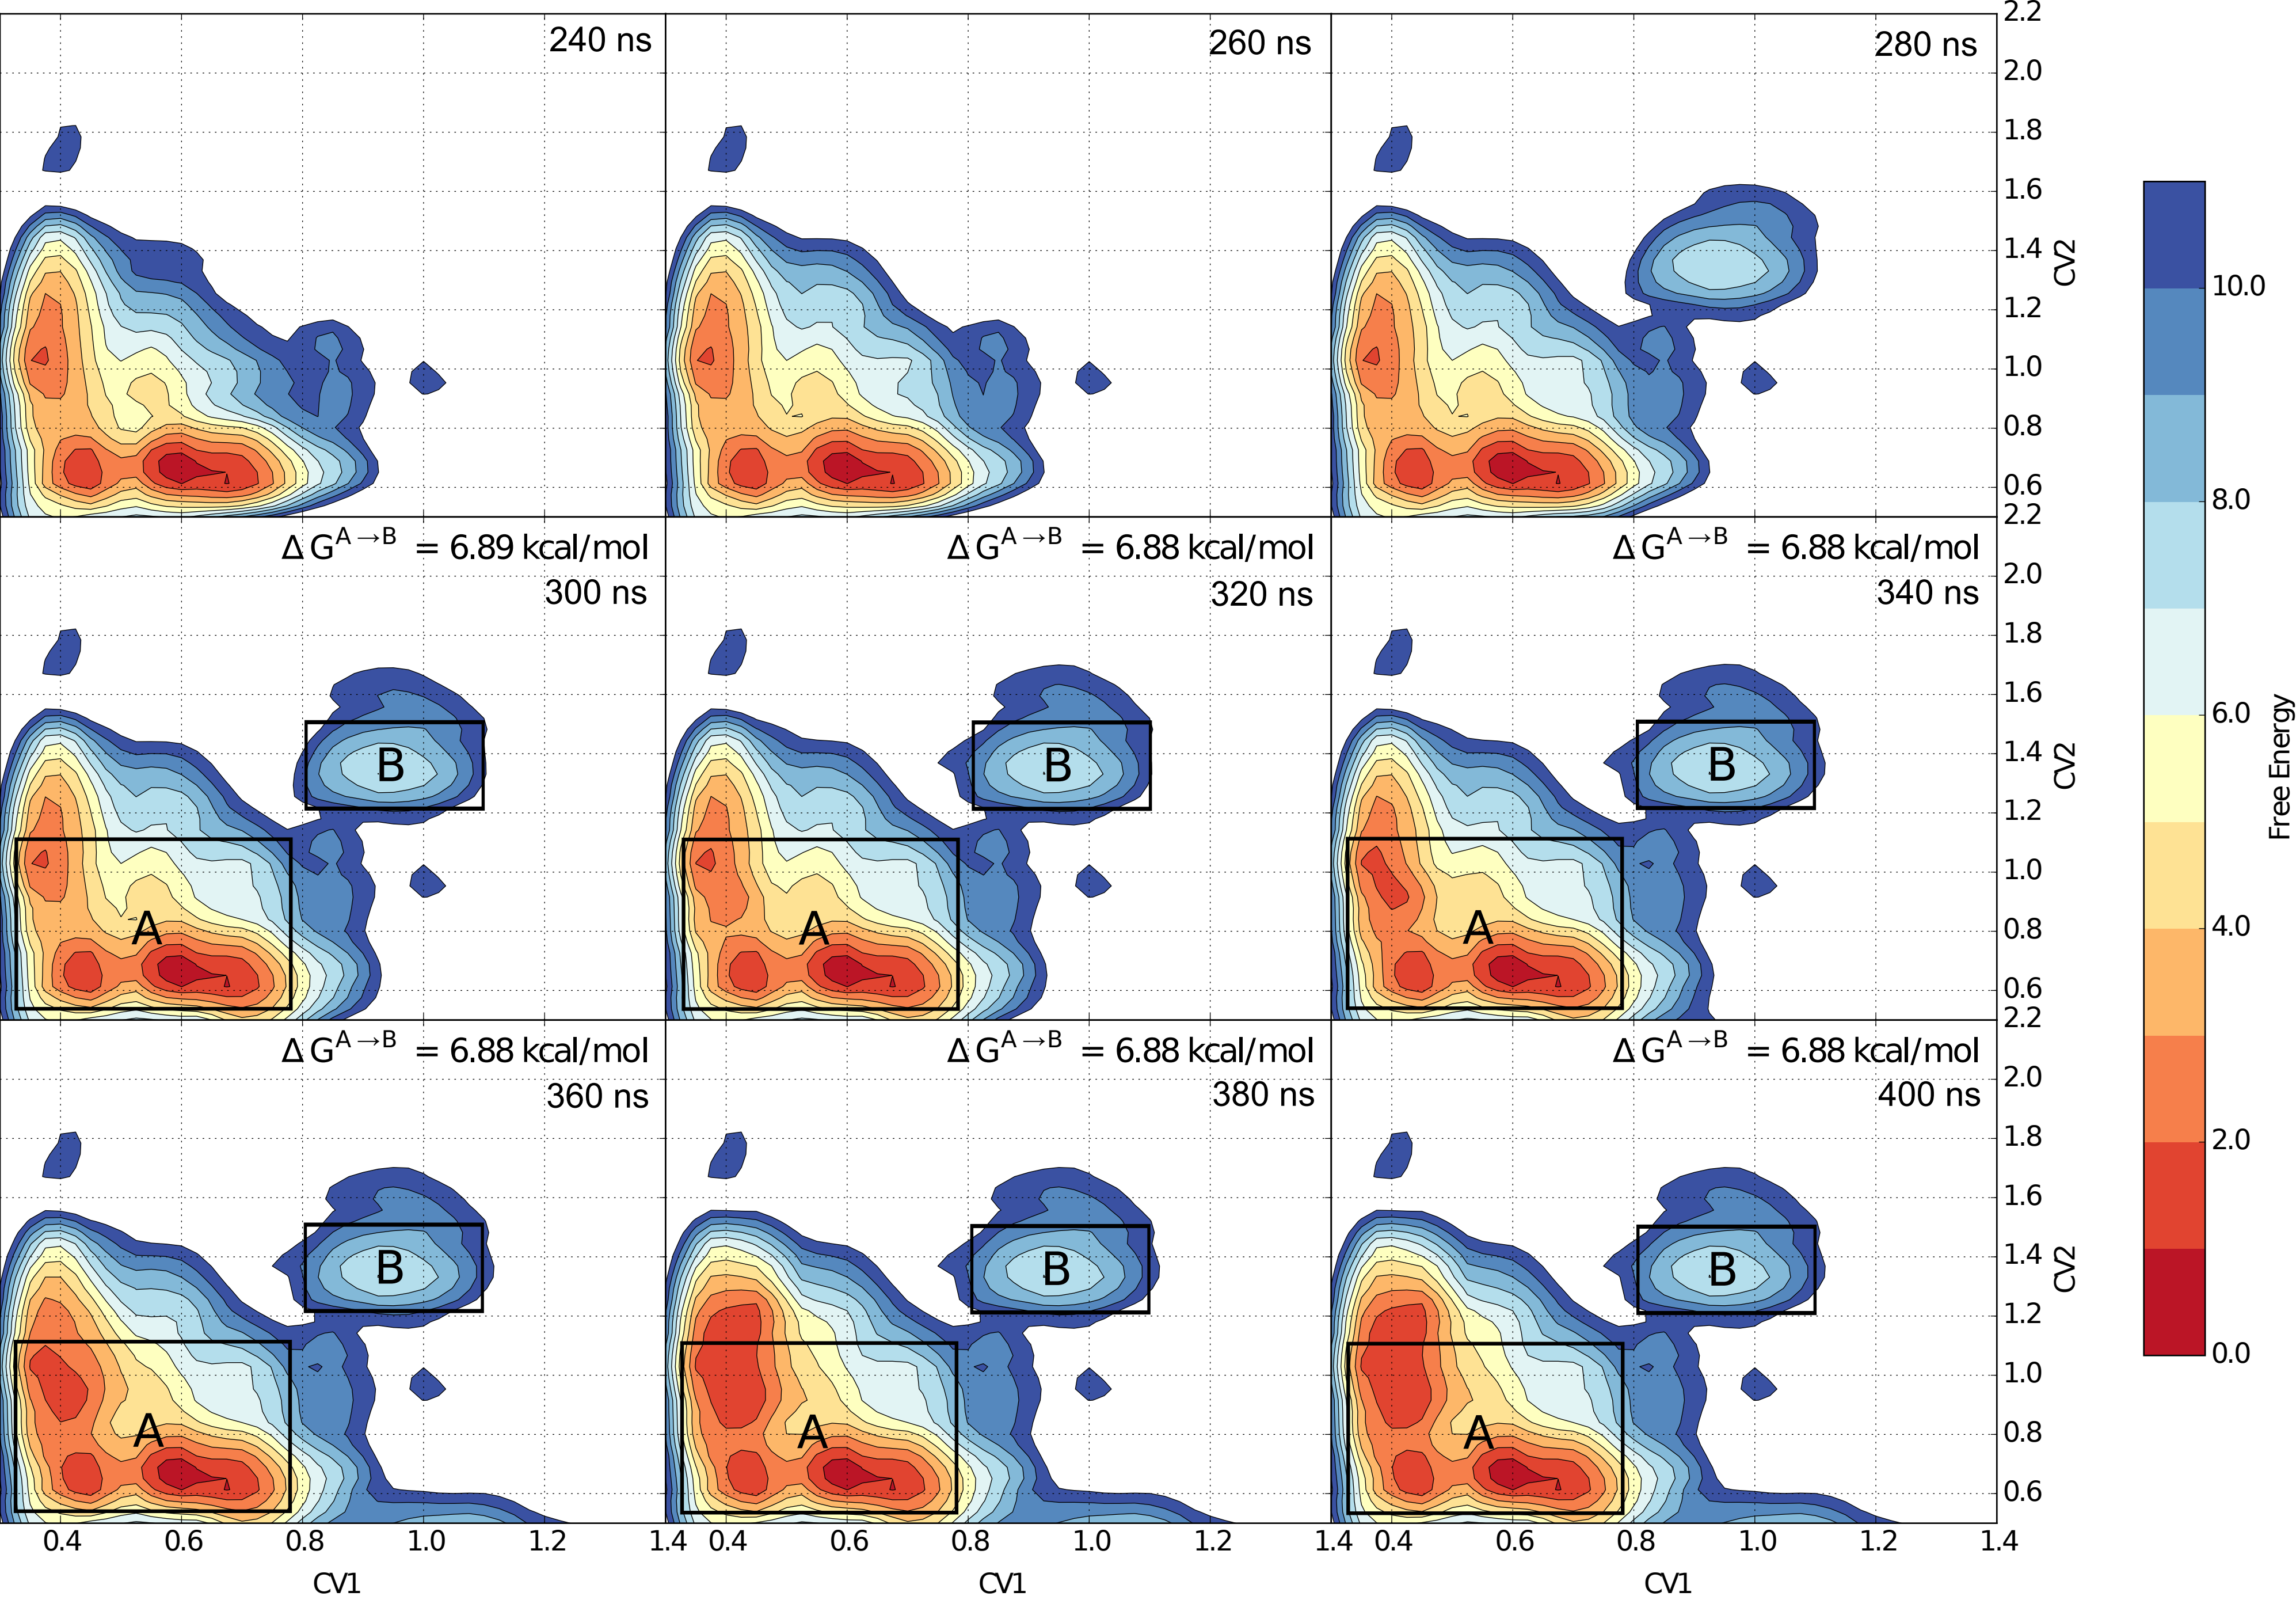 240 ns
260 ns
280 ns
2.2
2.0
1.8
1.6
1.4
1.2
1.0
0.8
0.6
CV2
ΔG^A→B = 6.89 kcal/mol
300 ns
B
A
ΔG^A→B = 6.88 kcal/mol
320 ns
B
A
ΔG^A→B = 6.88 kcal/mol
340 ns
B
A
2.2
2.0
1.8
1.6
1.4
1.2
1.0
0.8
0.6
CV2
ΔG^A→B = 6.88 kcal/mol
360 ns
B
A
ΔG^A→B = 6.88 kcal/mol
380 ns
B
A
ΔG^A→B = 6.88 kcal/mol
400 ns
B
A
2.2
2.0
1.8
1.6
1.4
1.2
1.0
0.8
0.6
CV2
0.4 0.6 0.8 1.0 1.2 1.4 0.4 0.6 0.8 1.0 1.2 1.4 0.4 0.6 0.8 1.0 1.2 1.4
CV1 CV1 CV1
10.0
8.0
6.0
4.0
2.0
0.0
Free Energy